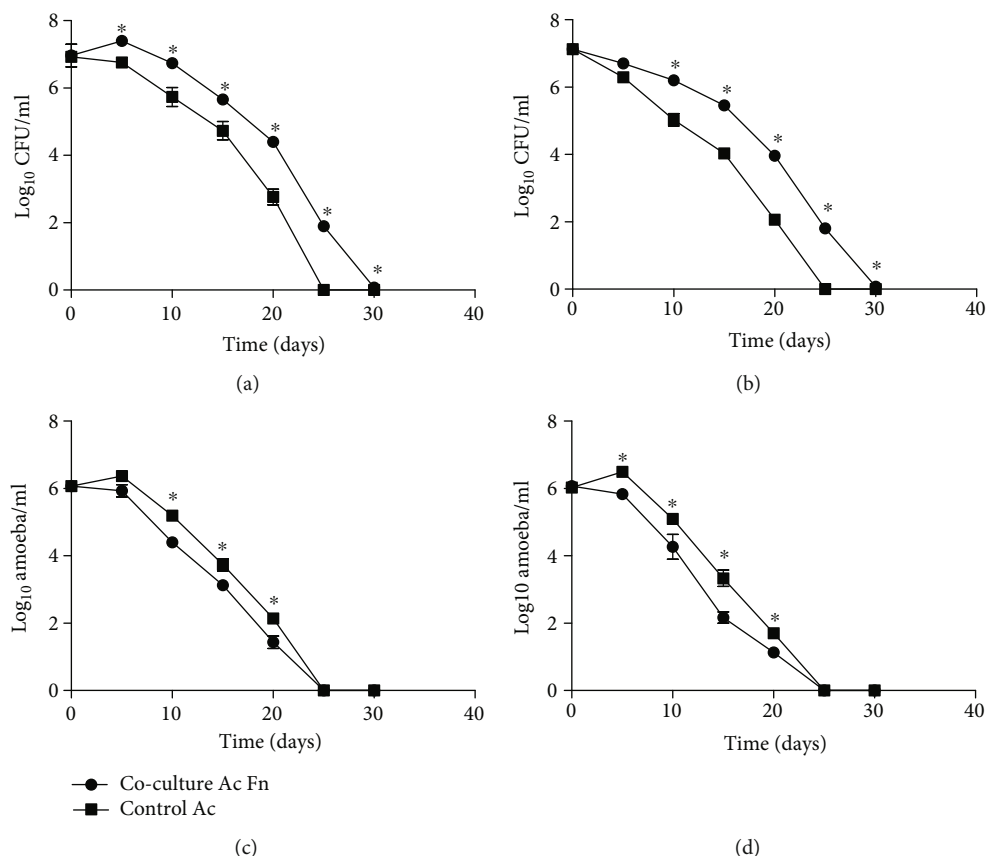 8
6
4
2
0
Log₁₀ CFU/ml
* * * * * *
0 10 20 30 40
Time (days)
(a)
8
6
4
2
0
Log₁₀ CFU/ml
* * * * *
0 10 20 30 40
Time (days)
(b)
8
6
4
2
0
Log₁₀ amoeba/ml
* * *
0 10 20 30 40
Time (days)
Co-culture Ac Fn
Control Ac
(c)
8
6
4
2
0
Log10 amoeba/ml
* * * *
0 10 20 30 40
Time (days)
(d)